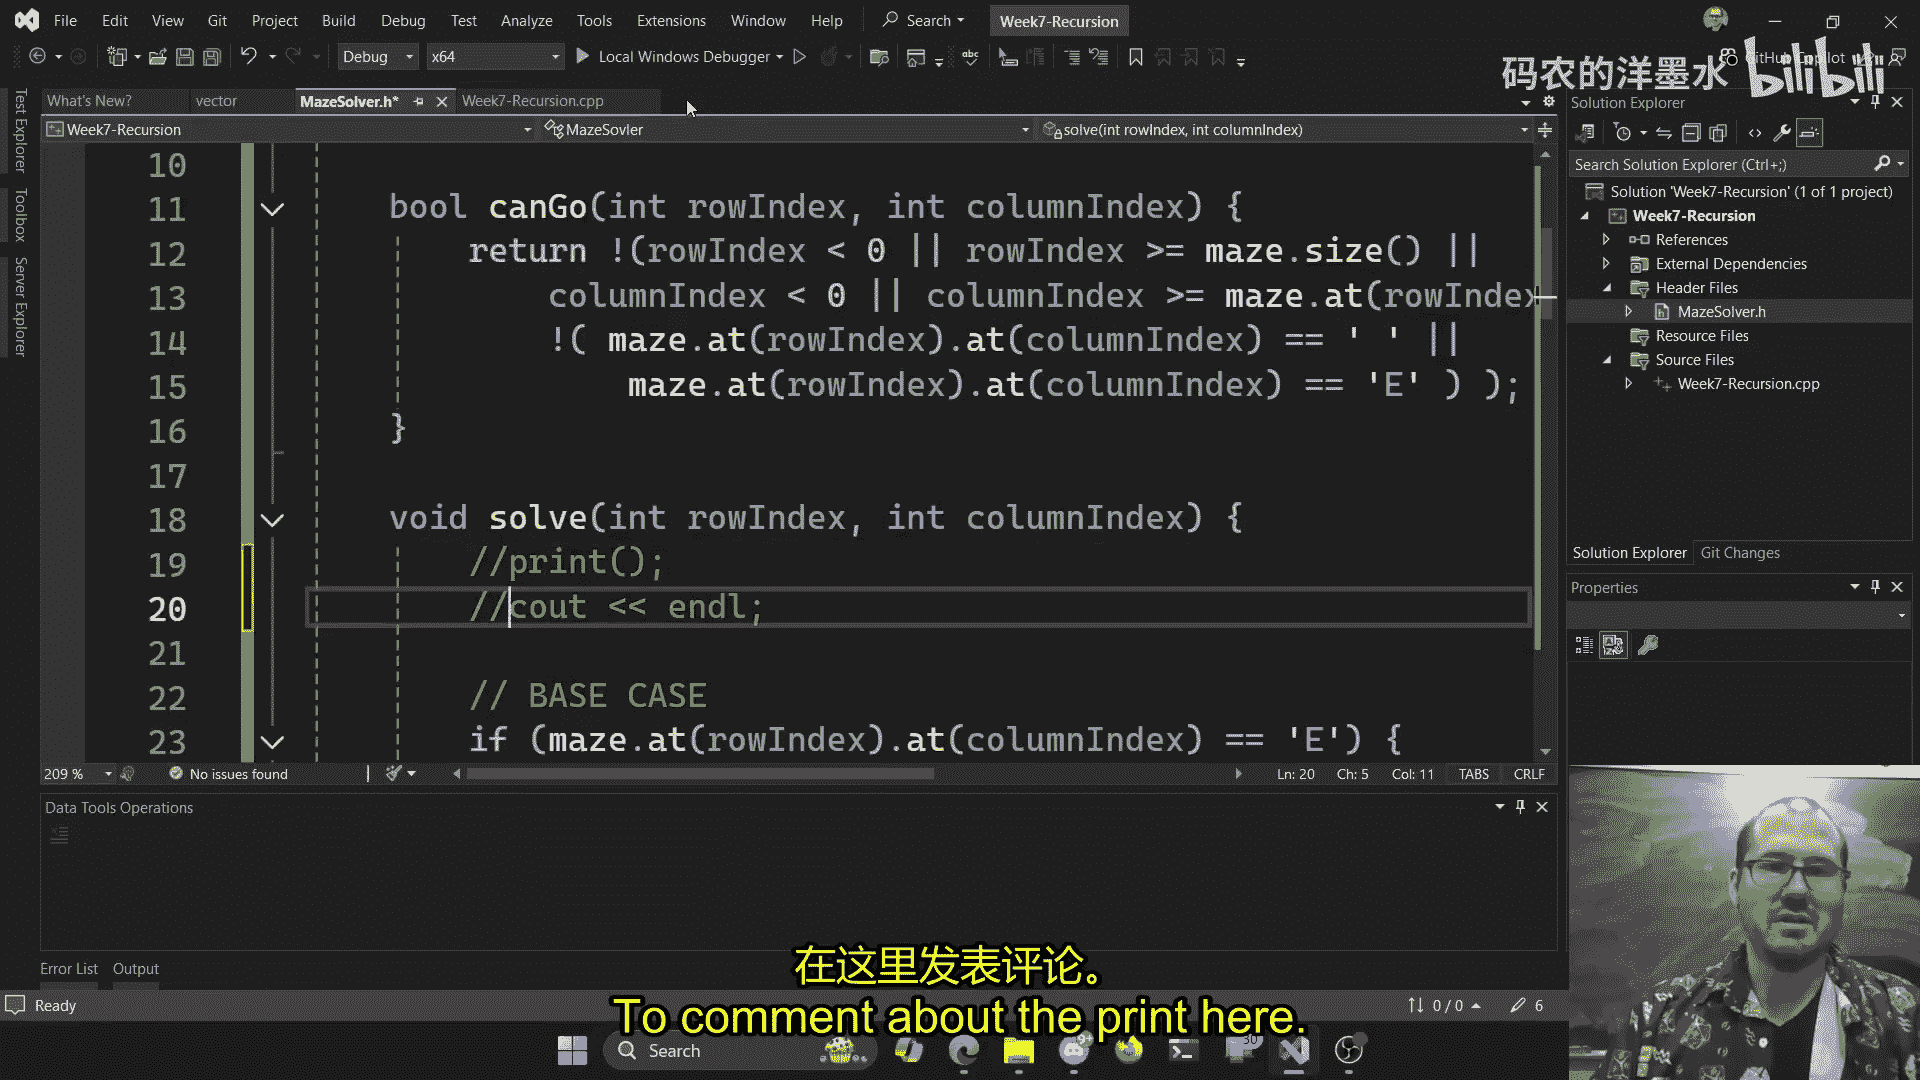 File Edit View Git Project Build Debug Test Analyze Tools Extensions Window Help Search Week7-Recursion
Debug x64 Local Windows Debugger GitHub Copilot
码农的洋墨水 bilibili
What's New? vector MazeSolver.h* Week7-Recursion.cpp
Week7-Recursion MazeSovler solve(int rowIndex, int columnIndex)
Test Explorer
Toolbox
Server Explorer
10
11 bool canGo(int rowIndex, int columnIndex) {
12 return !(rowIndex < 0 || rowIndex >= maze.size() ||
13 columnIndex < 0 || columnIndex >= maze.at(rowIndex
14 !( maze.at(rowIndex).at(columnIndex) == ' ' ||
15 maze.at(rowIndex).at(columnIndex) == 'E' ) );
16 }
17
18 void solve(int rowIndex, int columnIndex) {
19 //print();
20 //cout << endl;
21
22 // BASE CASE
23 if (maze.at(rowIndex).at(columnIndex) == 'E') {
209 % No issues found Ln: 20 Ch: 5 Col: 11 TABS CRLF
Data Tools Operations
Error List Output
Ready 0 / 0 6
Solution Explorer
Search Solution Explorer (Ctrl+;)
Solution 'Week7-Recursion' (1 of 1 project)
Week7-Recursion
References
External Dependencies
Header Files
MazeSolver.h
Resource Files
Source Files
Week7-Recursion.cpp
Solution Explorer Git Changes
Properties
在这里发表评论。
To comment about the print here.
Search
9+
30